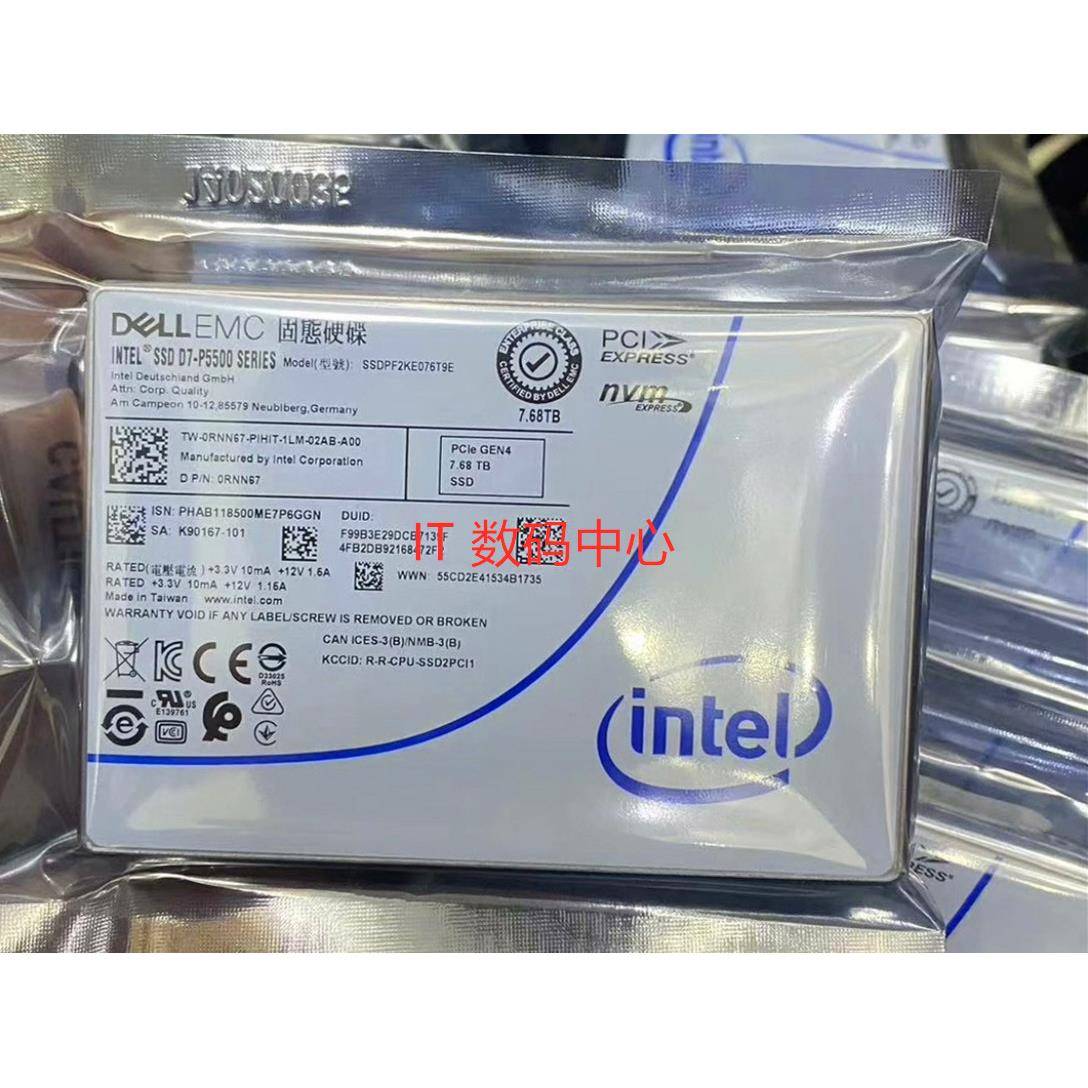 DELLEMC 固態硬碟
INTEL® SSD D7-P5500 SERIES Model(型號): SSDPF2KE076T9E
Intel Deutschland GmbH
Attn: Corp. Quality
Am Campeon 10-12,85579 Neubiberg,Germany
ENTERPRISE CLASS
CERTIFIED BY DELL EMC
7.68TB
PCI
EXPRESS®
nvm
EXPRESS
TW-0RNN67-PIHIT-1LM-02AB-A00
Manufactured by Intel Corporation
D P/N: 0RNN67
PCIe GEN4
7.68 TB
SSD
ISN: PHAB118500ME7P6GGN
SA: K90167-101
DUID:
WWN: 55CD2E41534B1735
IT 数码中心
RATED(電壓電流) +3.3V 10mA +12V 1.6A
RATED +3.3V 10mA +12V 1.16A
Made in Taiwan www.intel.com
WARRANTY VOID IF ANY LABEL/SCREW IS REMOVED OR BROKEN
CAN ICES-3(B)/NMB-3(B)
KCCID: R-R-CPU-SSD2PCI1
CE
D33025
RoHS
c UL US
E139761
VCI
intel